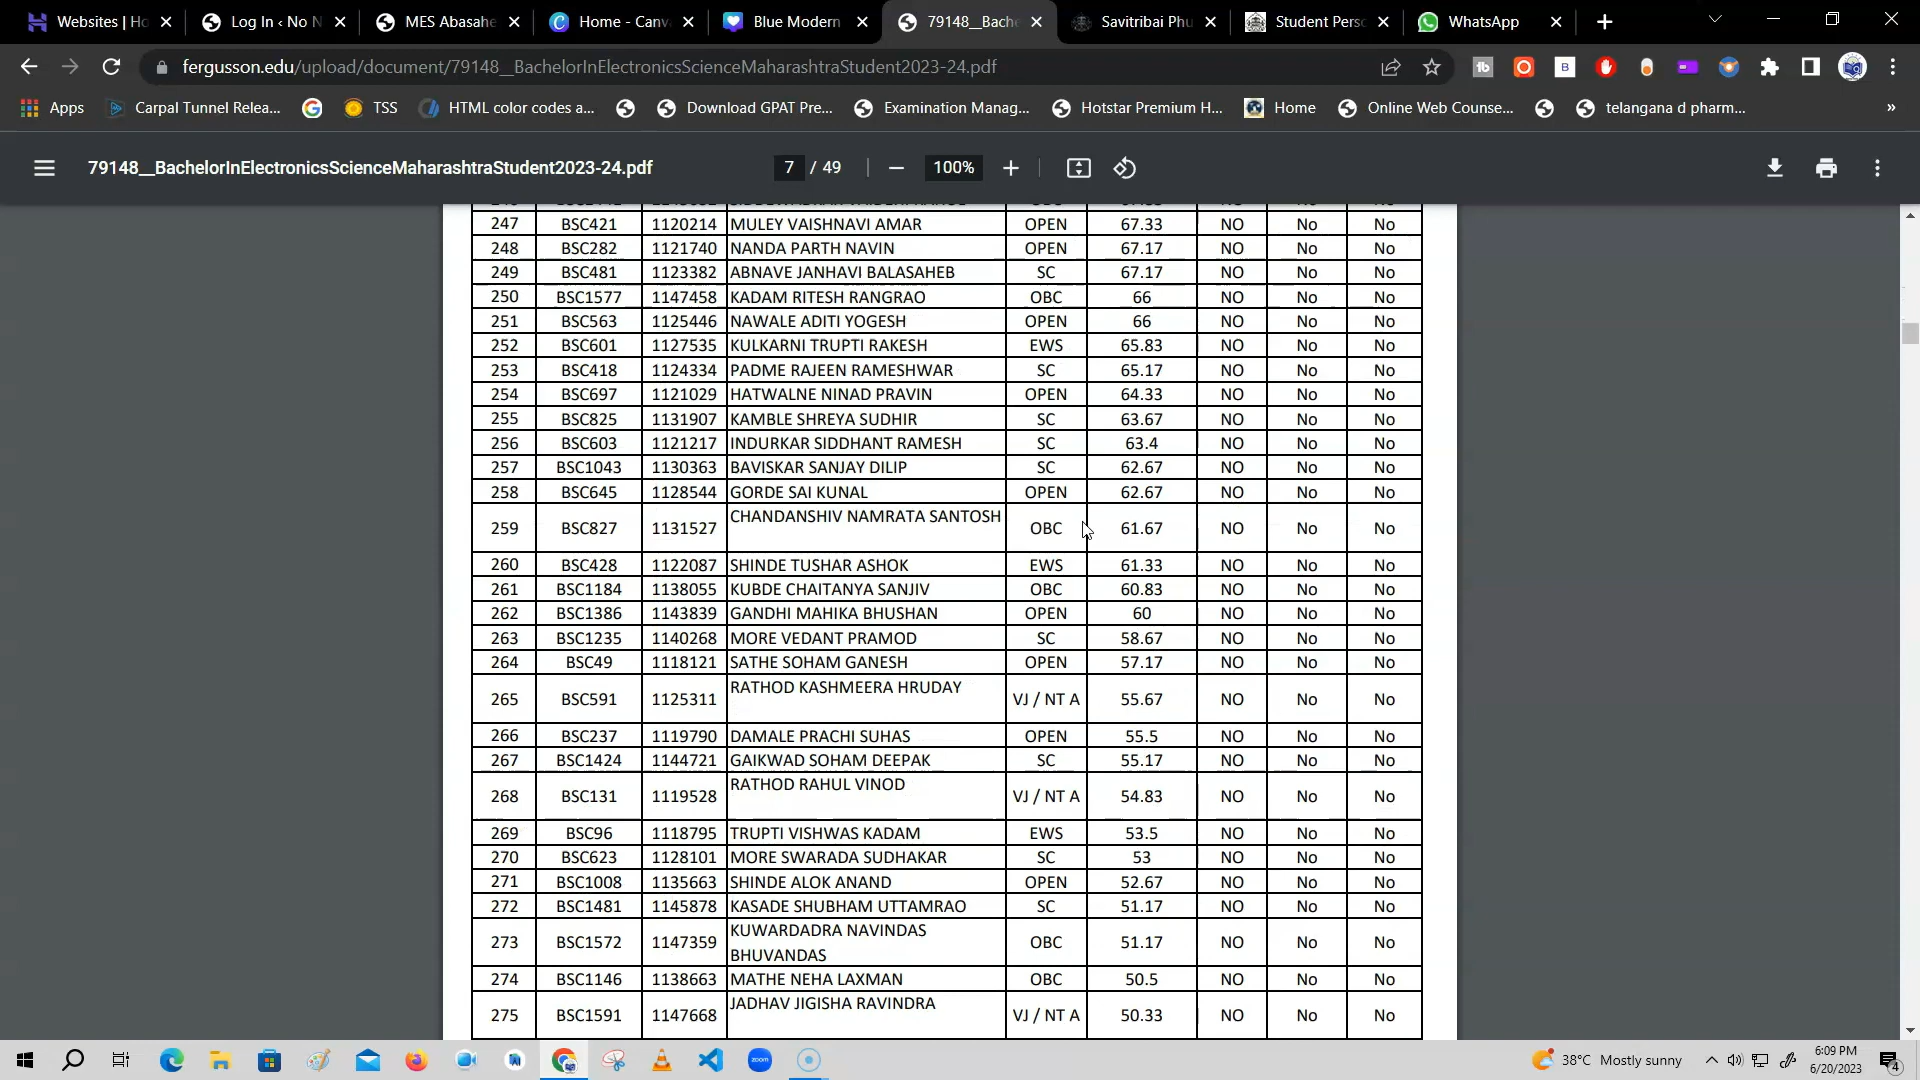 Websites | Ho
Log In ‹ No N
MES Abasahe
Home - Canv
Blue Modern
79148__Bache
Savitribai Phu
Student Perso
WhatsApp
fergusson.edu/upload/document/79148__BachelorInElectronicsScienceMaharashtraStudent2023-24.pdf
Apps
Carpal Tunnel Relea...
TSS
HTML color codes a...
Download GPAT Pre...
Examination Manag...
Hotstar Premium H...
Home
Online Web Counse...
telangana d pharm...
»
79148__BachelorInElectronicsScienceMaharashtraStudent2023-24.pdf
7 / 49
100%
247 BSC421 1120214 MULEY VAISHNAVI AMAR OPEN 67.33 NO No No
248 BSC282 1121740 NANDA PARTH NAVIN OPEN 67.17 NO No No
249 BSC481 1123382 ABNAVE JANHAVI BALASAHEB SC 67.17 NO No No
250 BSC1577 1147458 KADAM RITESH RANGRAO OBC 66 NO No No
251 BSC563 1125446 NAWALE ADITI YOGESH OPEN 66 NO No No
252 BSC601 1127535 KULKARNI TRUPTI RAKESH EWS 65.83 NO No No
253 BSC418 1124334 PADME RAJEEN RAMESHWAR SC 65.17 NO No No
254 BSC697 1121029 HATWALNE NINAD PRAVIN OPEN 64.33 NO No No
255 BSC825 1131907 KAMBLE SHREYA SUDHIR SC 63.67 NO No No
256 BSC603 1121217 INDURKAR SIDDHANT RAMESH SC 63.4 NO No No
257 BSC1043 1130363 BAVISKAR SANJAY DILIP SC 62.67 NO No No
258 BSC645 1128544 GORDE SAI KUNAL OPEN 62.67 NO No No
259 BSC827 1131527 CHANDANSHIV NAMRATA SANTOSH OBC 61.67 NO No No
260 BSC428 1122087 SHINDE TUSHAR ASHOK EWS 61.33 NO No No
261 BSC1184 1138055 KUBDE CHAITANYA SANJIV OBC 60.83 NO No No
262 BSC1386 1143839 GANDHI MAHIKA BHUSHAN OPEN 60 NO No No
263 BSC1235 1140268 MORE VEDANT PRAMOD SC 58.67 NO No No
264 BSC49 1118121 SATHE SOHAM GANESH OPEN 57.17 NO No No
265 BSC591 1125311 RATHOD KASHMEERA HRUDAY VJ / NT A 55.67 NO No No
266 BSC237 1119790 DAMALE PRACHI SUHAS OPEN 55.5 NO No No
267 BSC1424 1144721 GAIKWAD SOHAM DEEPAK SC 55.17 NO No No
268 BSC131 1119528 RATHOD RAHUL VINOD VJ / NT A 54.83 NO No No
269 BSC96 1118795 TRUPTI VISHWAS KADAM EWS 53.5 NO No No
270 BSC623 1128101 MORE SWARADA SUDHAKAR SC 53 NO No No
271 BSC1008 1135663 SHINDE ALOK ANAND OPEN 52.67 NO No No
272 BSC1481 1145878 KASADE SHUBHAM UTTAMRAO SC 51.17 NO No No
273 BSC1572 1147359 KUWARDADRA NAVINDAS
BHUVANDAS OBC 51.17 NO No No
274 BSC1146 1138663 MATHE NEHA LAXMAN OBC 50.5 NO No No
275 BSC1591 1147668 JADHAV JIGISHA RAVINDRA VJ / NT A 50.33 NO No No
zoom
38°C Mostly sunny
6:09 PM
6/20/2023
4